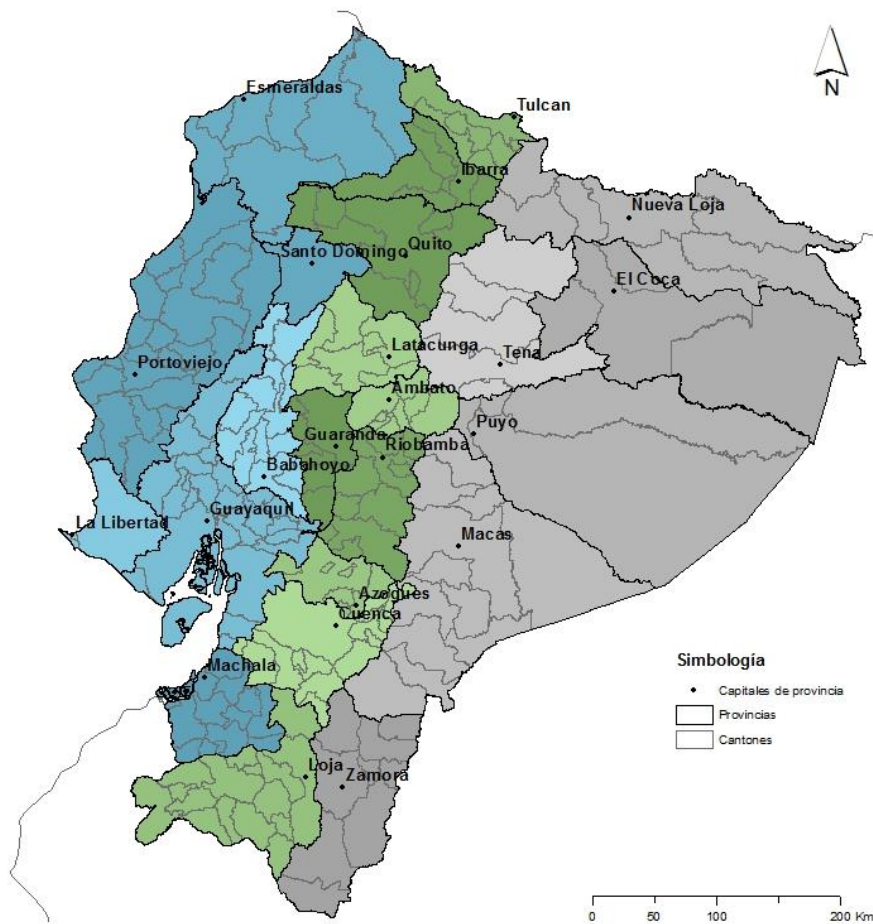 Esmeraldas
Tulcan
N
Ibarra
Nueva Loja
Santo Domingo
Quito
El Coca
Latacunga
Tena
Portoviejo
Ambato
Puyo
Guaranda
Riobamba
Babahoyo
La Libertad
Guayaquil
Macas
Azogues
Cuenca
Machala
Loja
Zamora
Simbología
Capitales de provincia
Provincias
Cantones
0 50 100 200 Km